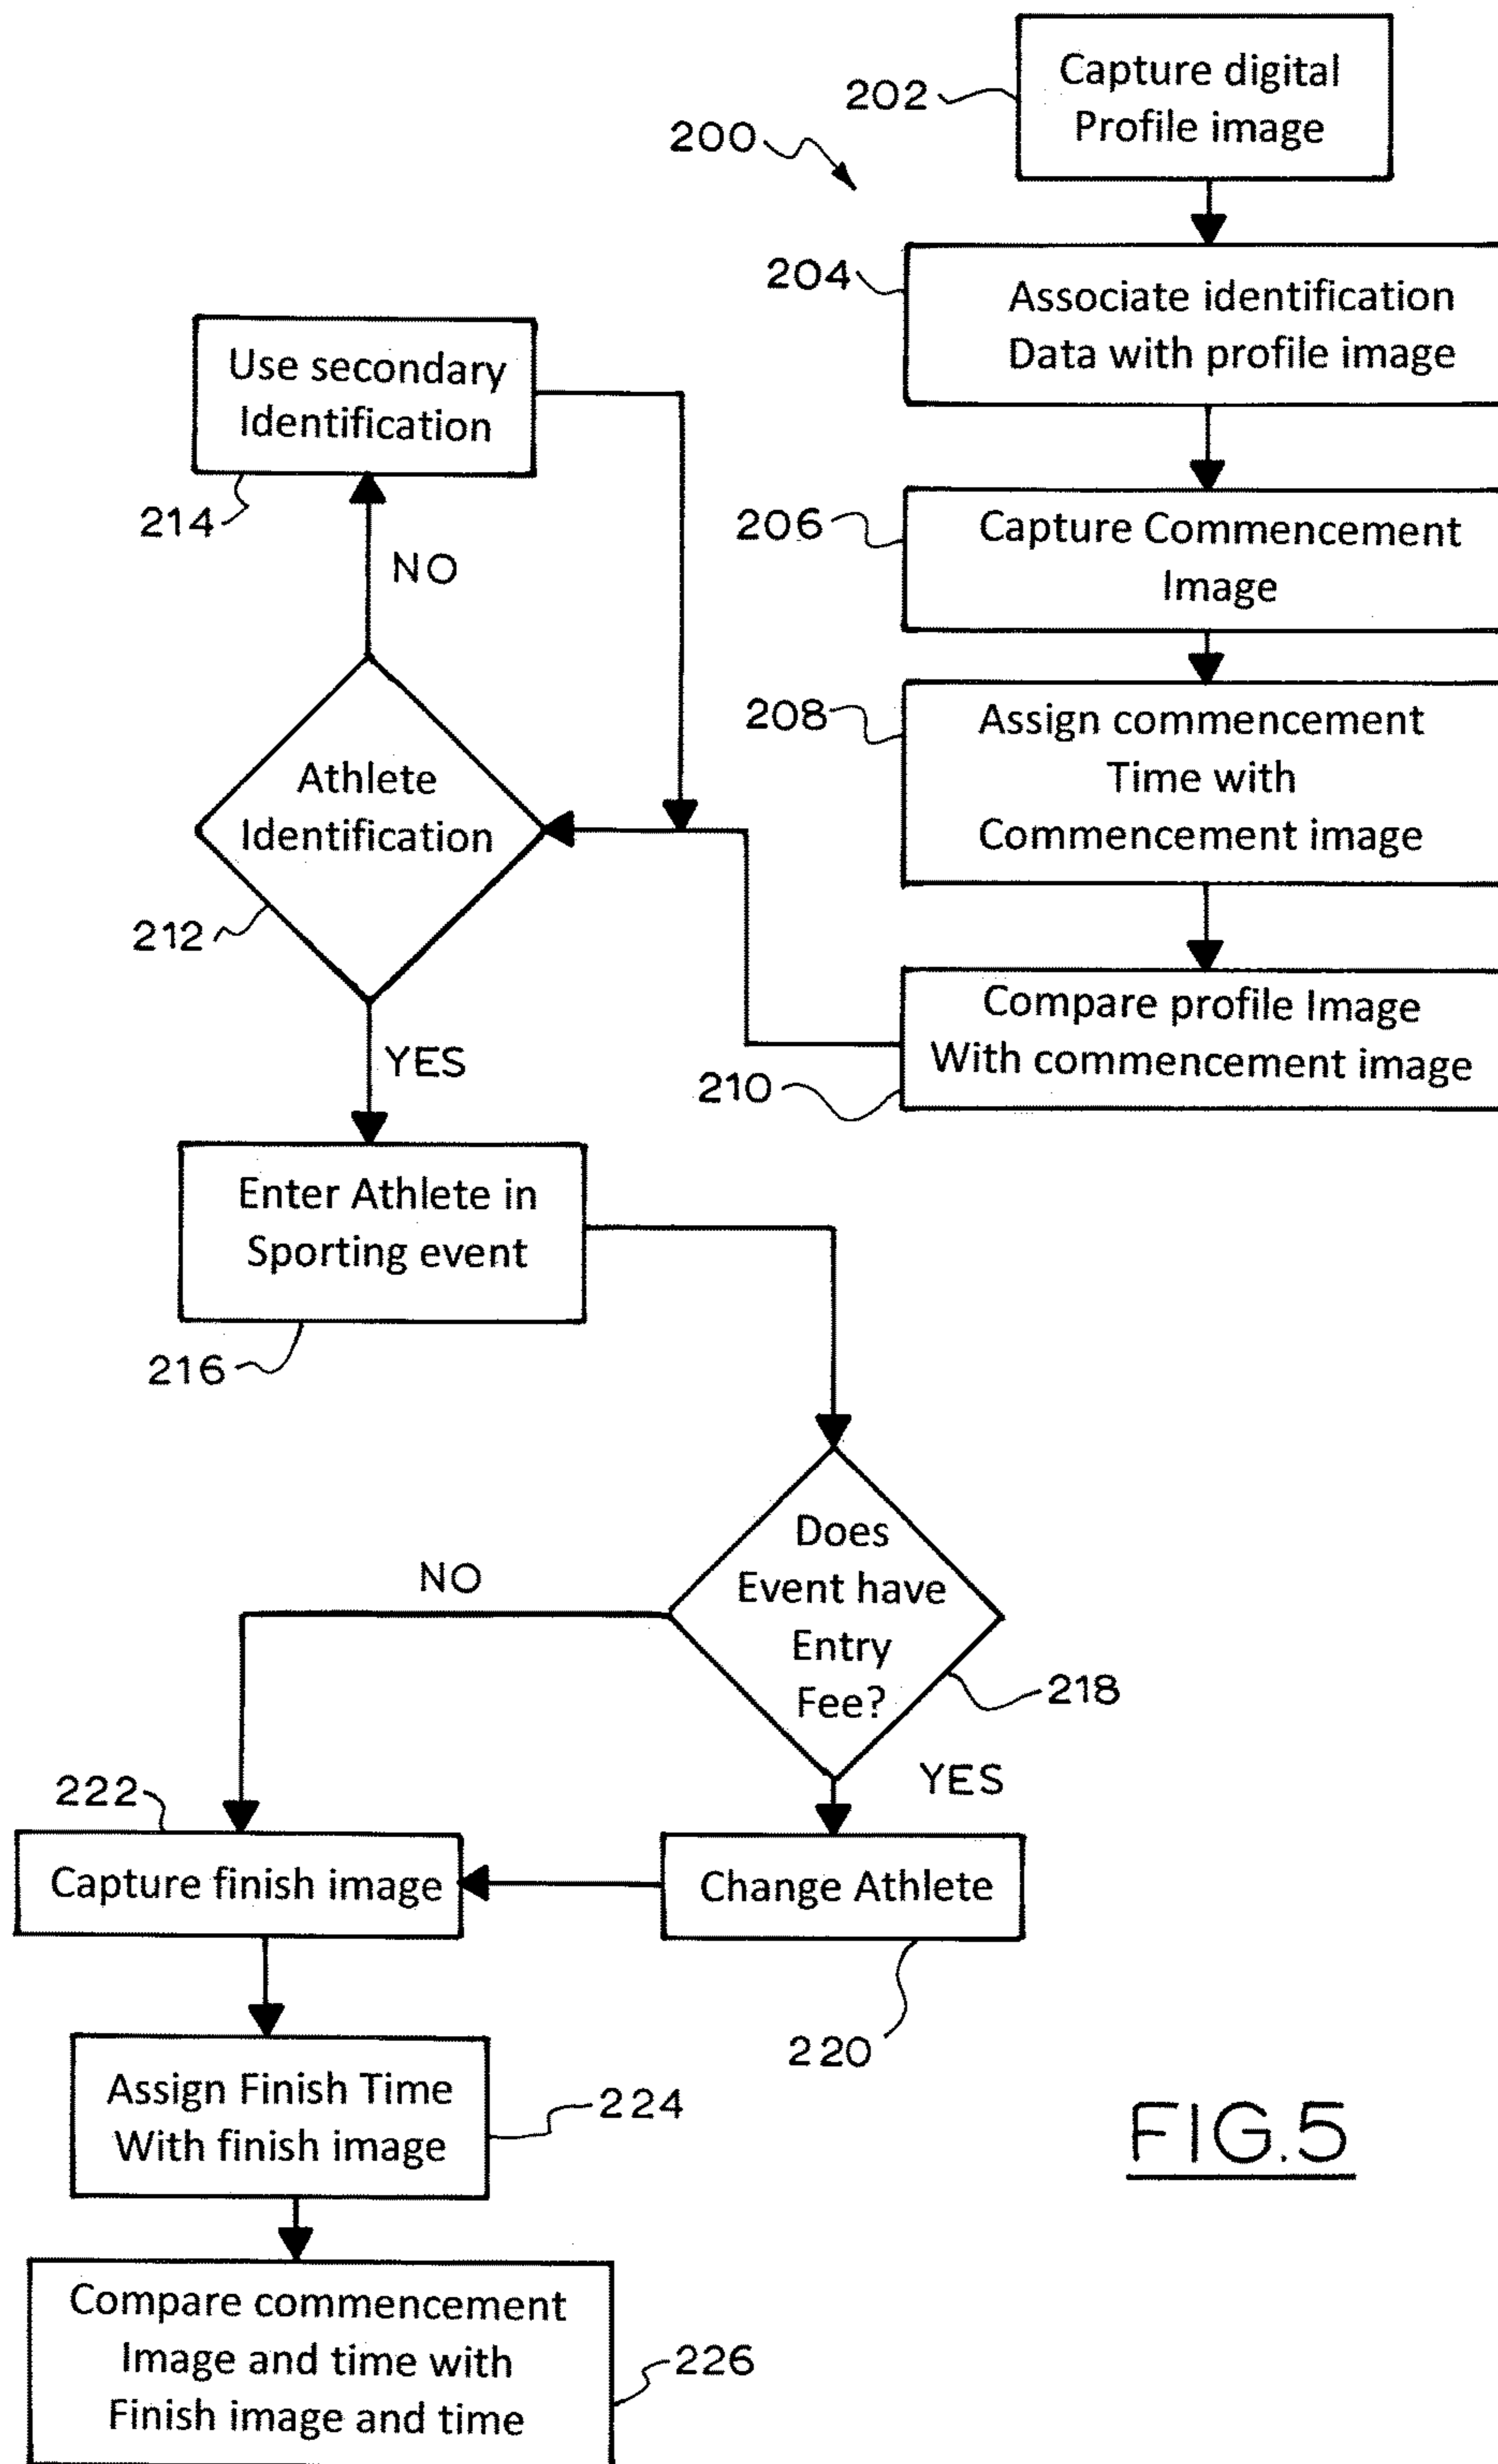 202
Capture digital
Profile image
200
204
Associate identification
Data with profile image
206
Capture Commencement
Image
208
Assign commencement
Time with
Commencement image
210
Compare profile Image
With commencement image
214
Use secondary
Identification
NO
212
Athlete
Identification
YES
216
Enter Athlete in
Sporting event
218
Does
Event have
Entry
Fee?
NO
YES
220
Change Athlete
222
Capture finish image
224
Assign Finish Time
With finish image
226
Compare commencement
Image and time with
Finish image and time
FIG.5